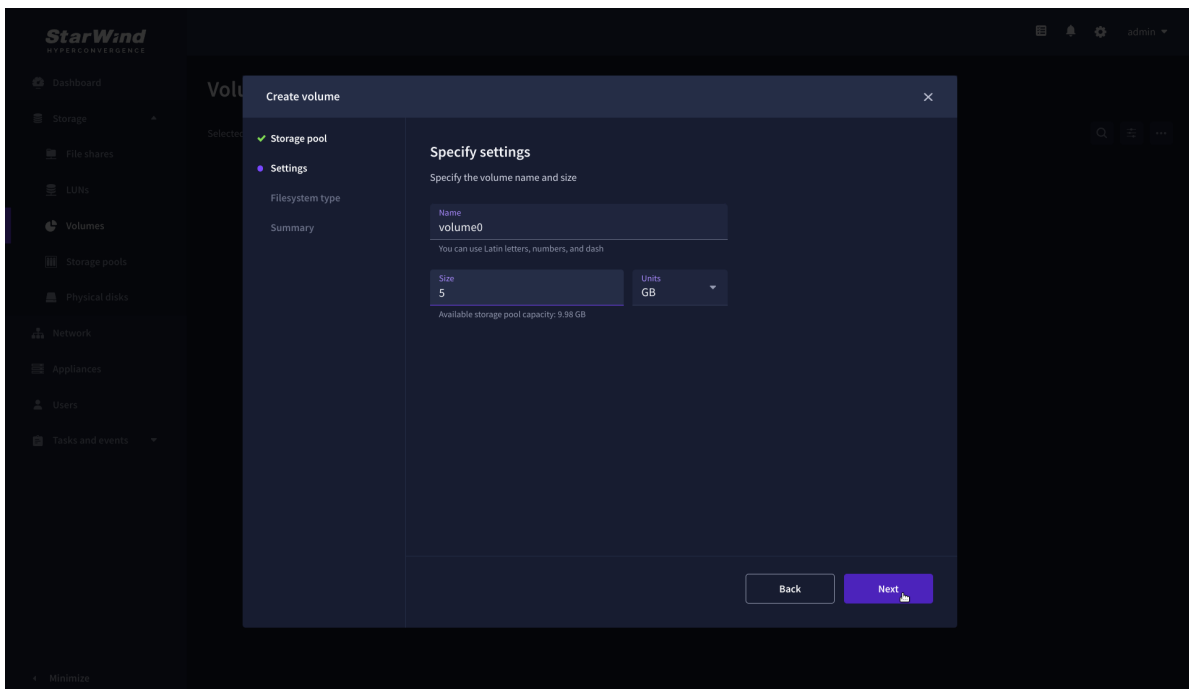 StarWind
HYPERCONVERGENCE
admin
Dashboard
Storage
File shares
LUNs
Volumes
Storage pools
Physical disks
Network
Appliances
Users
Tasks and events
Minimize
Volu
Selected
Create volume
Storage pool
Settings
Filesystem type
Summary
Specify settings
Specify the volume name and size
Name
volume0
You can use Latin letters, numbers, and dash
Size
5
Units
GB
Available storage pool capacity: 9.98 GB
Back
Next